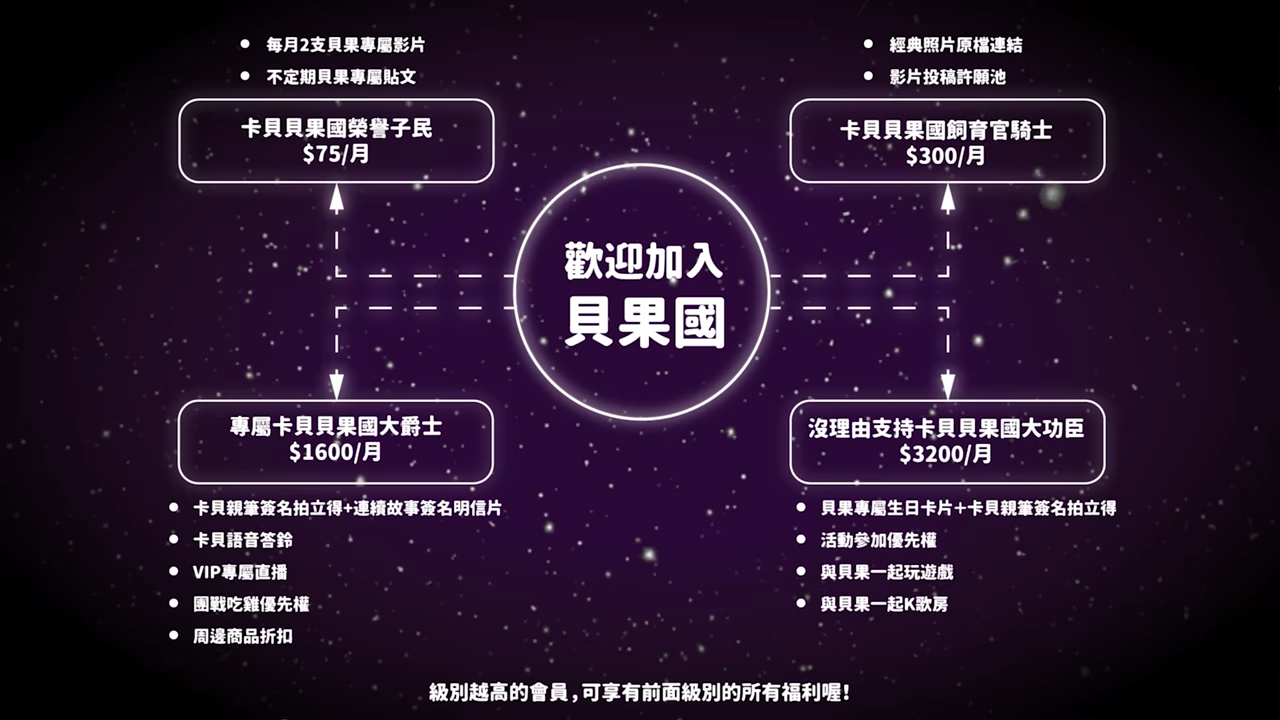 每月2支貝果專屬影片
不定期貝果專屬貼文
卡貝貝果國榮譽子民
$75/月
經典照片原檔連結
影片投稿許願池
卡貝貝果國飼育官騎士
$300/月
歡迎加入
貝果國
專屬卡貝貝果國大爵士
$1600/月
卡貝親筆簽名拍立得+連續故事簽名明信片
卡貝語音答鈴
VIP專屬直播
團戰吃雞優先權
周邊商品折扣
沒理由支持卡貝貝果國大功臣
$3200/月
貝果專屬生日卡片+卡貝親筆簽名拍立得
活動參加優先權
與貝果一起玩遊戲
與貝果一起K歌房
級別越高的會員,可享有前面級別的所有福利喔!